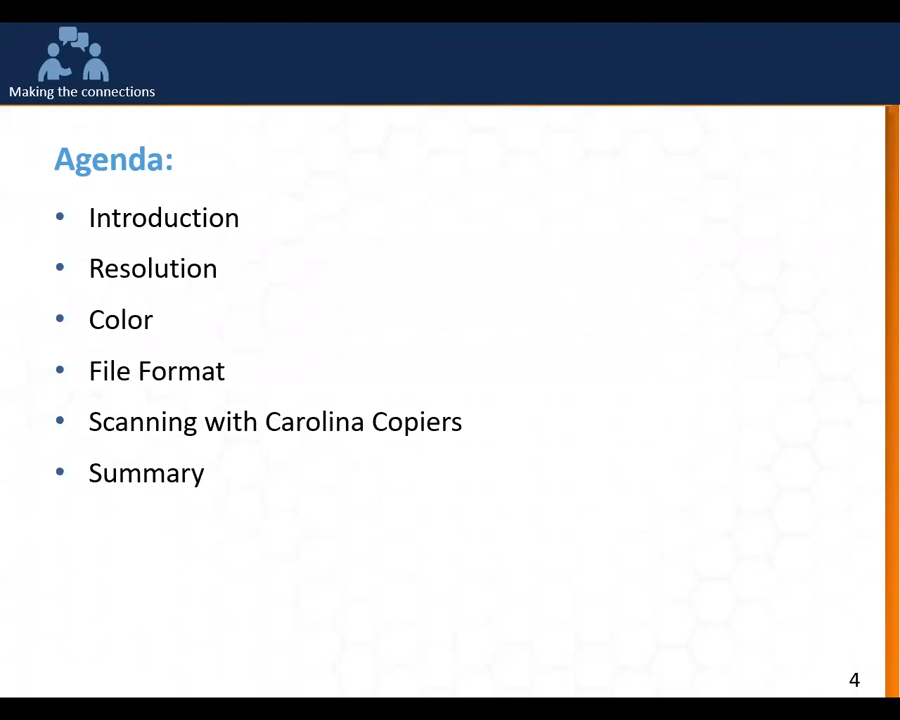 Making the connections
Agenda:
• Introduction
• Resolution
• Color
• File Format
• Scanning with Carolina Copiers
• Summary
4